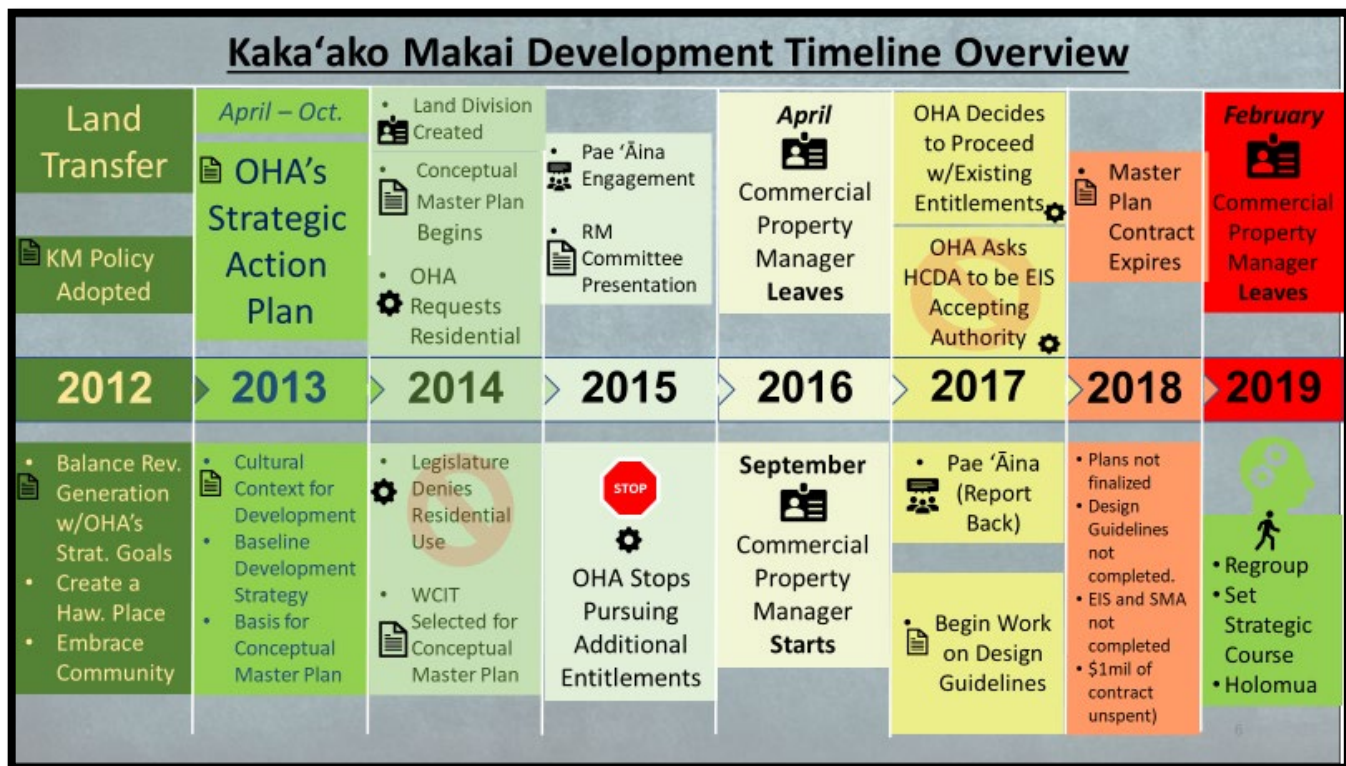 Kakaʻako Makai Development Timeline Overview
Land
Transfer
KM Policy
Adopted
April – Oct.
OHA's
Strategic
Action
Plan
• Land Division
Created
• Conceptual
Master Plan
Begins
• OHA
Requests
Residential
• Pae ʻĀina
Engagement
• RM
Committee
Presentation
April
Commercial
Property
Manager
Leaves
OHA Decides
to Proceed
w/Existing
Entitlements
OHA Asks
HCDA to be EIS
Accepting
Authority
• Master
Plan
Contract
Expires
February
Commercial
Property
Manager
Leaves
2012
2013
2014
2015
2016
2017
2018
2019
• Balance Rev.
Generation
w/OHA's
Strat. Goals
• Create a
Haw. Place
• Embrace
Community
• Cultural
Context for
Development
• Baseline
Development
Strategy
• Basis for
Conceptual
Master Plan
• Legislature
Denies
Residential
Use
• WCIT
Selected for
Conceptual
Master Plan
STOP
OHA Stops
Pursuing
Additional
Entitlements
September
Commercial
Property
Manager
Starts
• Pae ʻĀina
(Report
Back)
• Begin Work
on Design
Guidelines
• Plans not
finalized
• Design
Guidelines
not
completed.
• EIS and SMA
not
completed
• $1mil of
contract
unspent)
• Regroup
• Set
Strategic
Course
• Holomua
6